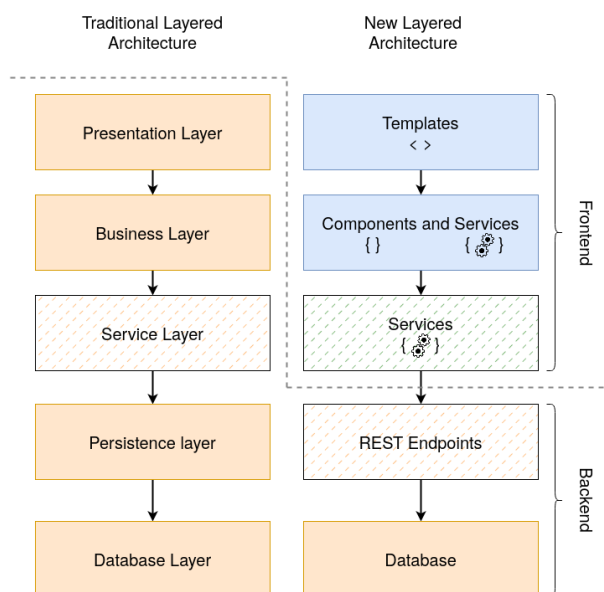 Traditional Layered
Architecture
New Layered
Architecture
Presentation Layer
Templates
< >
Business Layer
Components and Services
{ }
{ }
Service Layer
Services
{ }
Frontend
Persistence layer
REST Endpoints
Database Layer
Database
Backend